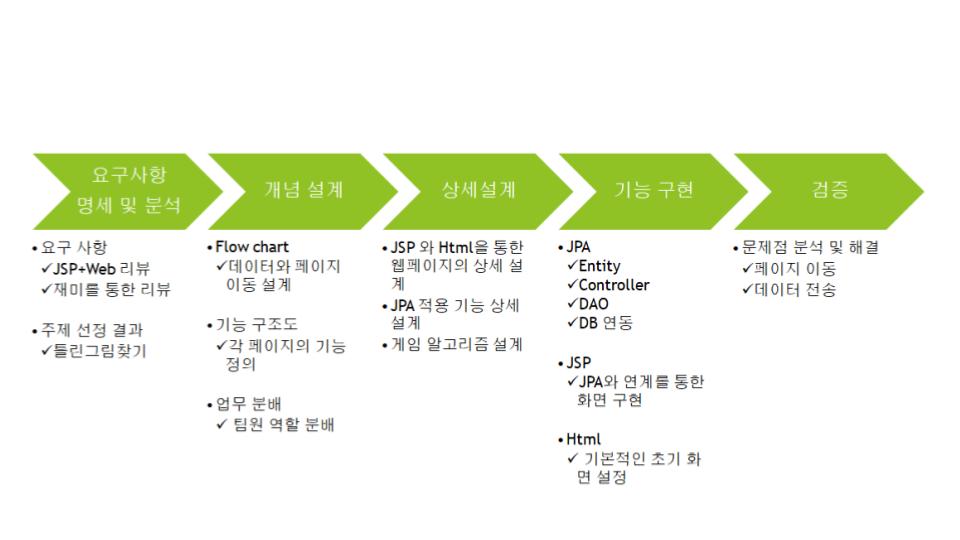 요구사항
명세 및 분석
개념 설계
상세설계
기능 구현
검증
• 요구 사항
✓JSP+Web 리뷰
✓재미를 통한 리뷰
• 주제 선정 결과
✓틀린그림찾기
• Flow chart
✓데이터와 페이지
이동 설계
• 기능 구조도
✓각 페이지의 기능
정의
• 업무 분배
✓ 팀원 역할 분배
• JSP 와 Html을 통한
웹페이지의 상세 설
계
• JPA 적용 기능 상세
설계
• 게임 알고리즘 설계
• JPA
✓Entity
✓Controller
✓DAO
✓DB 연동
• JSP
✓JPA와 연계를 통한
화면 구현
• Html
✓ 기본적인 초기 화
면 설정
• 문제점 분석 및 해결
✓페이지 이동
✓데이터 전송